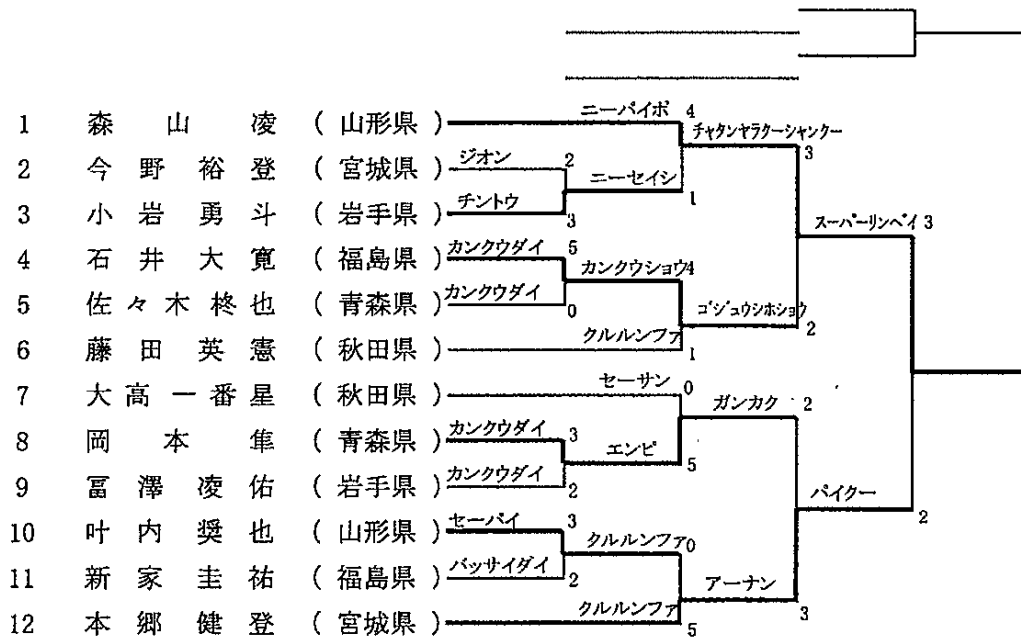 ニーパイポ 4
1 森山 凌 (山形県)
チャタンヤラクーシャンクー 3
2 今野裕登 (宮城県) ジオン 2
ニーセイシ 1
3 小岩勇斗 (岩手県) チントウ 3
スーパーリンペイ 3
4 石井大寛 (福島県) カンクウダイ 5
カンクウショウ 4
5 佐々木柊也 (青森県) カンクウダイ 0
ゴジュウシホショウ 2
6 藤田英憲 (秋田県) クルルンファ 1
7 大高一番星 (秋田県) セーサン 0
ガンカク 2
8 岡本 隼 (青森県) カンクウダイ 3
エンピ 5
9 冨澤凌佑 (岩手県) カンクウダイ 2
パイクー 2
10 叶内奨也 (山形県) セーパイ 3
クルルンファ 0
11 新家圭祐 (福島県) バッサイダイ 2
アーナン 3
12 本郷健登 (宮城県) クルルンファ 5